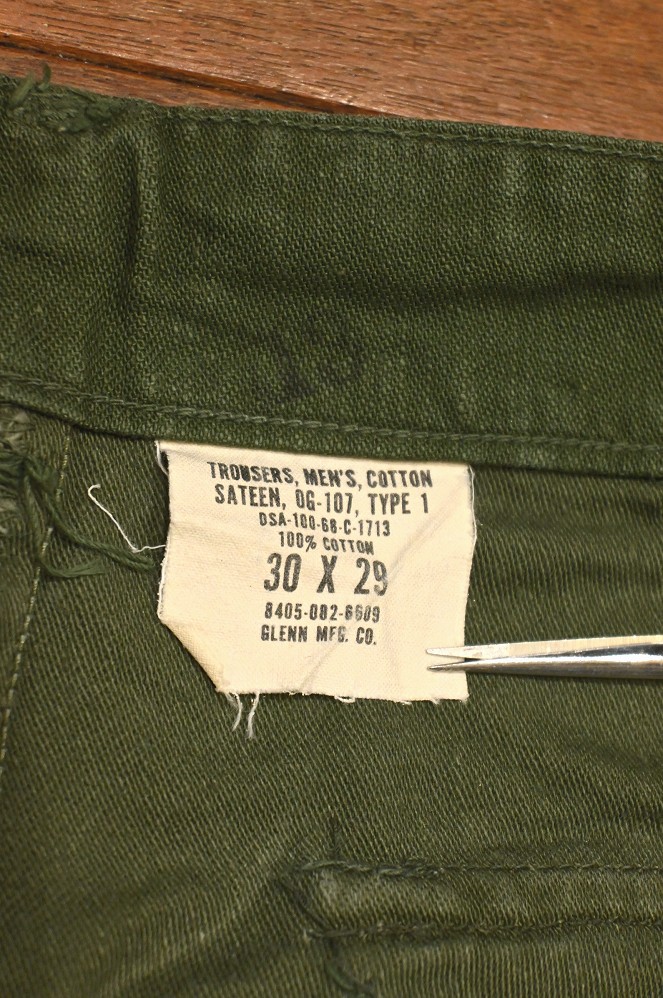 TROUSERS, MEN'S, COTTON
SATEEN, OG-107, TYPE 1
DSA-100-68-C-1713
100% COTTON
30 X 29
8405-082-6609
GLENN MFG. CO.